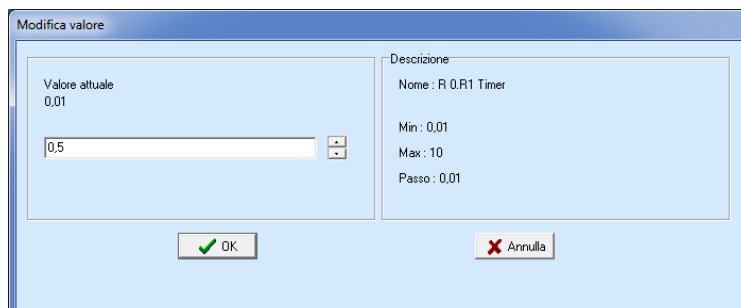 Modifica valore
Valore attuale
0,01
0,5
OK
Descrizione
Nome : R 0.R1 Timer
Min : 0,01
Max : 10
Passo : 0,01
Annulla